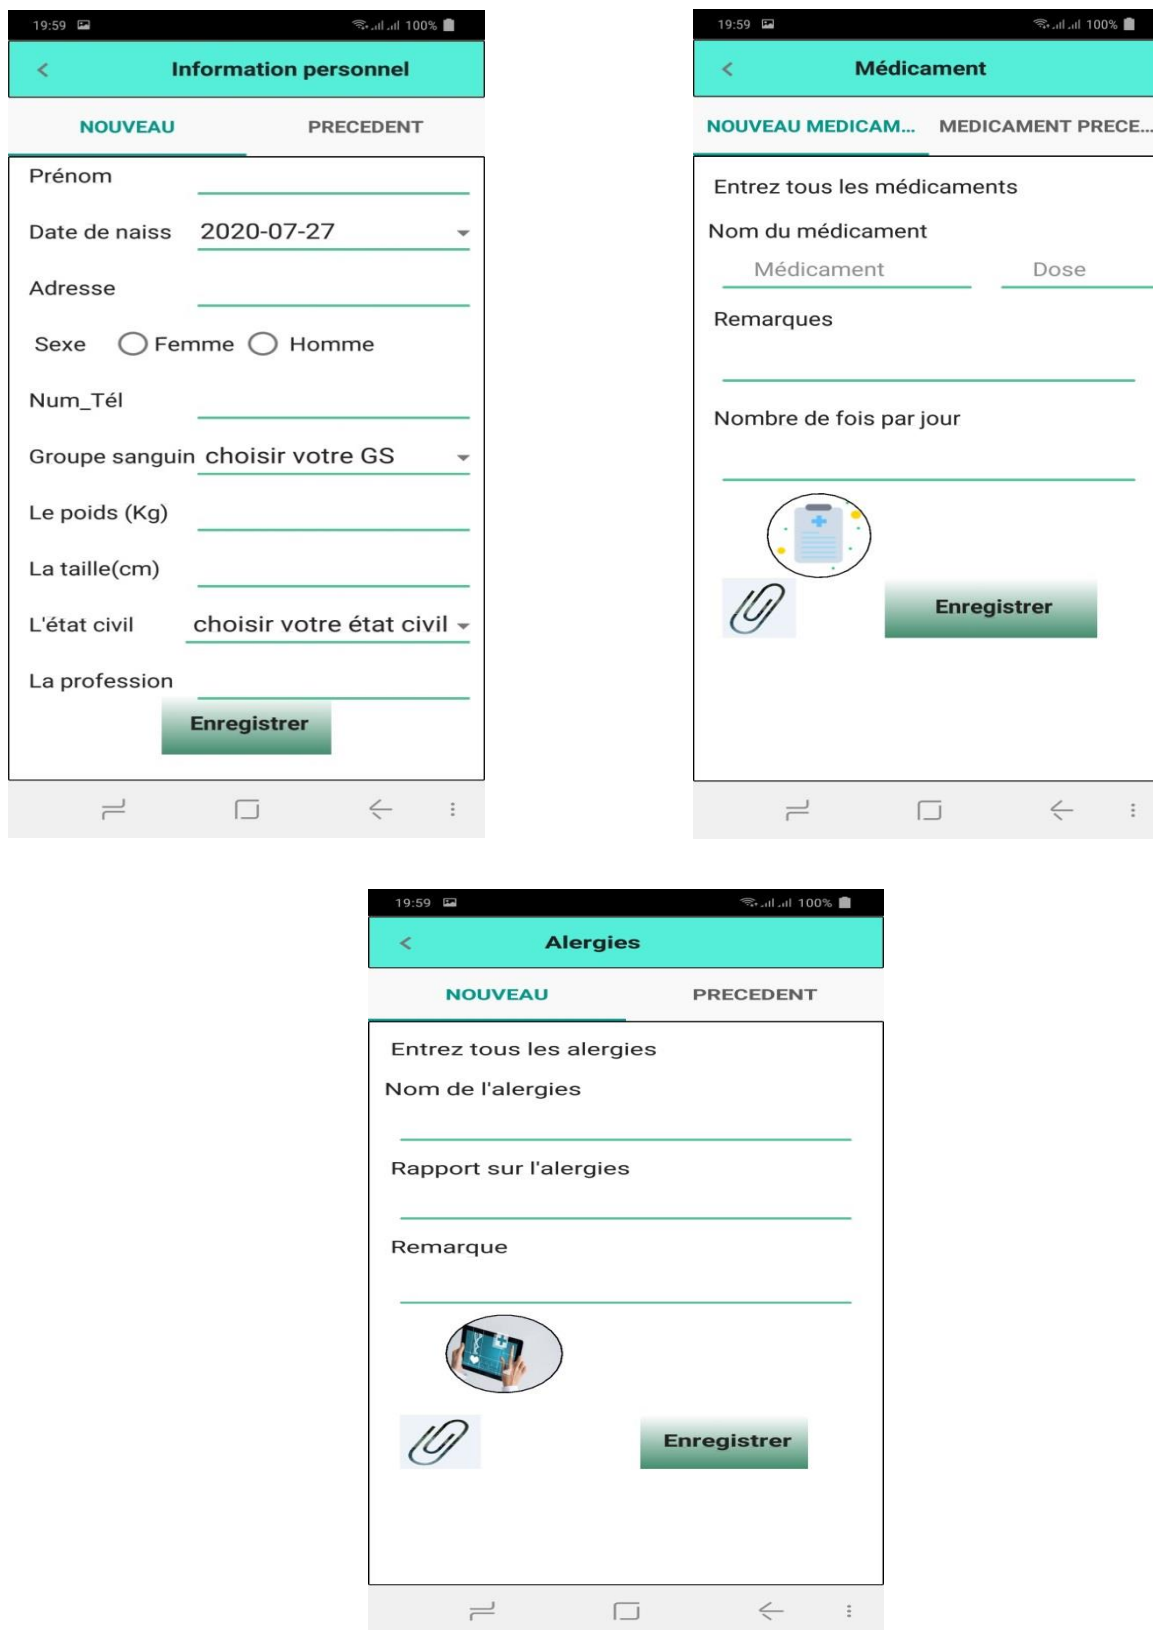 19:59 100%
Information personnel
NOUVEAU PRECEDENT
Prénom
Date de naiss 2020-07-27
Adresse
Sexe Femme Homme
Num_Tél
Groupe sanguin choisir votre GS
Le poids (Kg)
La taille(cm)
L'état civil choisir votre état civil
La profession
Enregistrer
19:59 100%
Médicament
NOUVEAU MEDICAM... MEDICAMENT PRECE...
Entrez tous les médicaments
Nom du médicament
Médicament Dose
Remarques
Nombre de fois par jour
Enregistrer
19:59 100%
Alergies
NOUVEAU PRECEDENT
Entrez tous les alergies
Nom de l'alergies
Rapport sur l'alergies
Remarque
Enregistrer